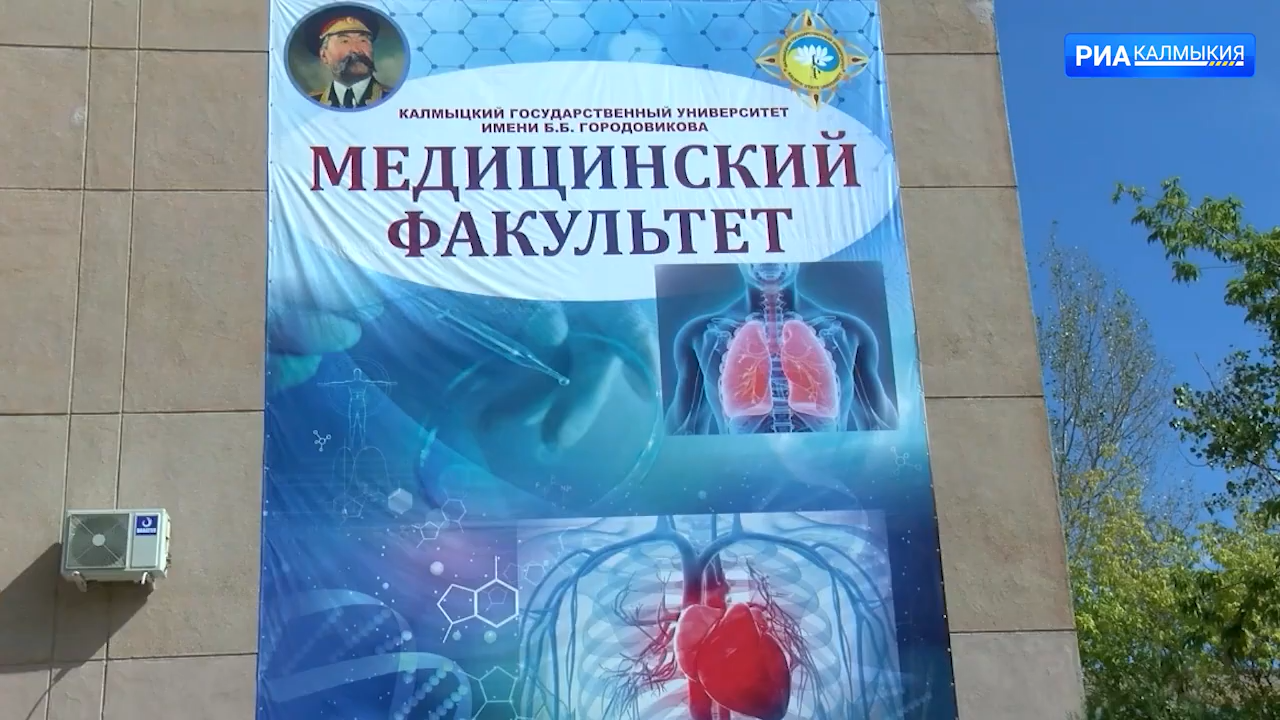 РИА КАЛМЫКИЯ
КАЛМЫЦКИЙ ГОСУДАРСТВЕННЫЙ УНИВЕРСИТЕТ
ИМЕНИ Б.Б. ГОРОДОВИКОВА
МЕДИЦИНСКИЙ
ФАКУЛЬТЕТ